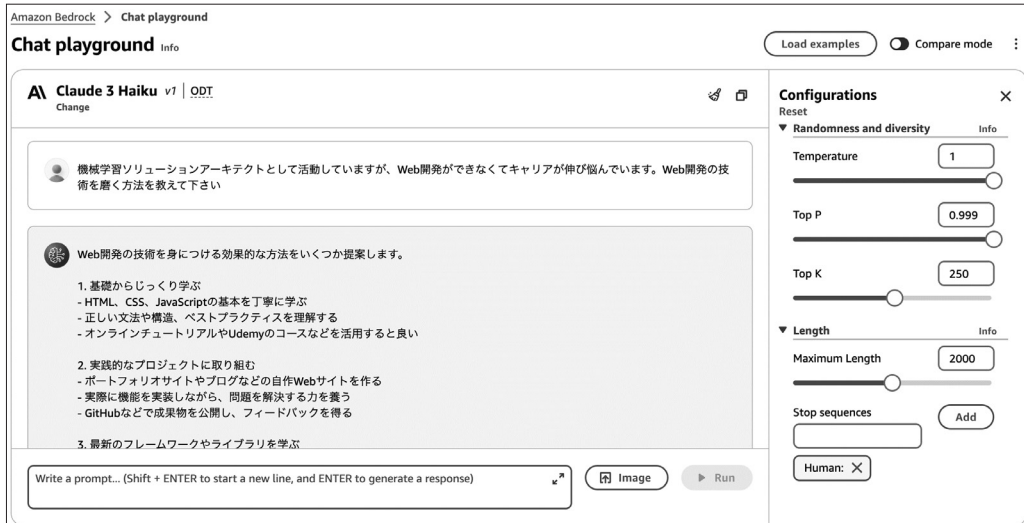 Amazon Bedrock > Chat playground
Chat playground Info
Load examples
Compare mode
Claude 3 Haiku v1 | ODT
Change
機械学習ソリューションアーキテクトとして活動していますが、Web開発ができなくてキャリアが伸び悩んでいます。Web開発の技
術を磨く方法を教えて下さい
Web開発の技術を身につける効果的な方法をいくつか提案します。
1. 基礎からじっくり学ぶ
- HTML、CSS、JavaScriptの基本を丁寧に学ぶ
- 正しい文法や構造、ベストプラクティスを理解する
- オンラインチュートリアルやUdemyのコースなどを活用すると良い
2. 実践的なプロジェクトに取り組む
- ポートフォリオサイトやブログなどの自作Webサイトを作る
- 実際に機能を実装しながら、問題を解決する力を養う
- GitHubなどで成果物を公開し、フィードバックを得る
3. 最新のフレームワークやライブラリを学ぶ
Write a prompt... (Shift + ENTER to start a new line, and ENTER to generate a response)
Image
Run
Configurations
Reset
Randomness and diversity Info
Temperature 1
Top P 0.999
Top K 250
Length Info
Maximum Length 2000
Stop sequences
Add
Human: